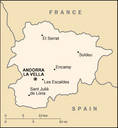 FRANCE
El Serrat
Soldeu
ANDORRA
LA VELLA
Encamp
Les Escaldes
Sant Julià
de Lòria
SPAIN